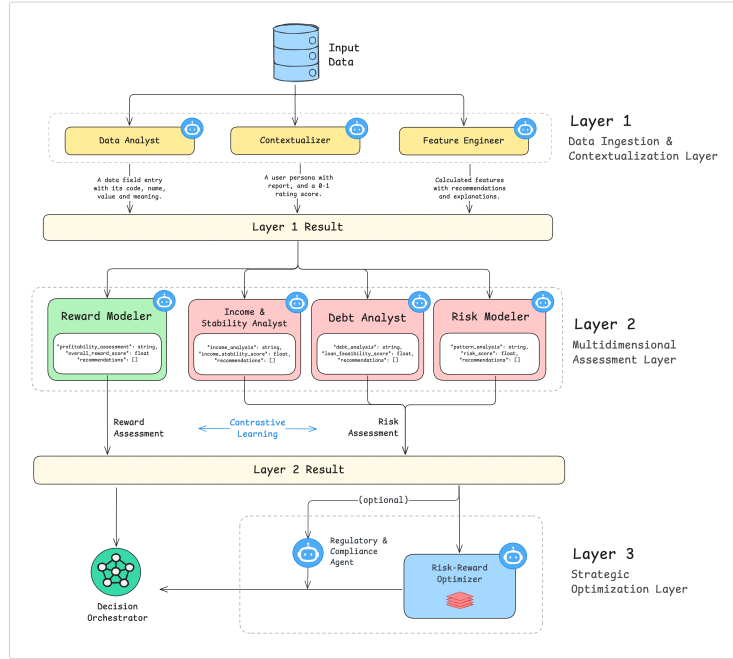 Input
Data
Layer 1
Data Ingestion &
Contextualization Layer
Data Analyst
Contextualizer
Feature Engineer
A data field entry
with its code, name,
value and meaning.
A user persona with
report, and a 0-1
rating score.
Calculated features
with recommendations
and explanations.
Layer 1 Result
Layer 2
Multidimensional
Assessment Layer
Reward Modeler
"profitability_assessment": string,
"overall_reward_score": float
"recommendations": []
Income &
Stability Analyst
"income_analysis": string,
"income_stability_score": float,
"recommendations": []
Debt Analyst
"debt_analysis": string,
"loan_feasibility_score": float,
"recommendations": []
Risk Modeler
"pattern_analysis": string,
"risk_score": float,
"recommendations": []
Reward
Assessment
Contrastive
Learning
Risk
Assessment
Layer 2 Result
(optional)
Layer 3
Strategic
Optimization Layer
Regulatory &
Compliance
Agent
Risk-Reward
Optimizer
Decision
Orchestrator